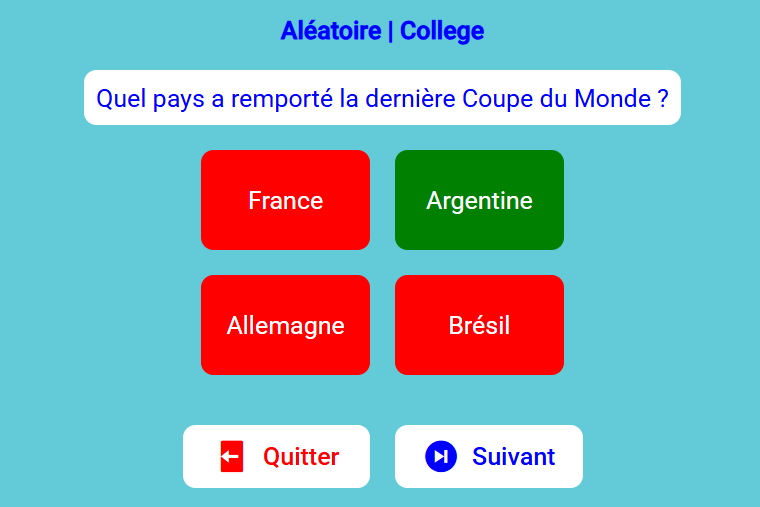 Aléatoire | College
Quel pays a remporté la dernière Coupe du Monde ?
France
Argentine
Allemagne
Brésil
Quitter
Suivant